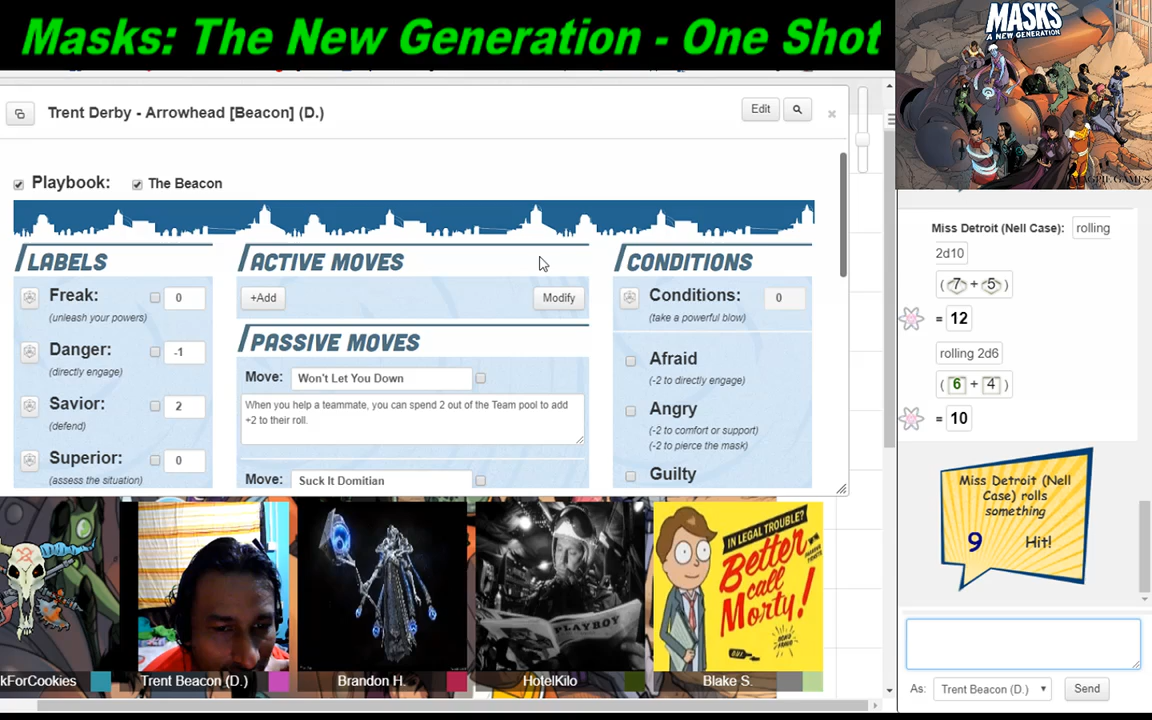 Masks: The New Generation - One Shot
MASKS
A NEW GENERATION
MAGPIE GAMES
Trent Derby - Arrowhead [Beacon] (D.)
Edit
Playbook:
The Beacon
LABELS
Freak:
0
(unleash your powers)
Danger:
-1
(directly engage)
Savior:
2
(defend)
Superior:
0
(assess the situation)
ACTIVE MOVES
+Add
Modify
PASSIVE MOVES
Move:
Won't Let You Down
When you help a teammate, you can spend 2 out of the Team pool to add
+2 to their roll.
Move:
Suck It Domitian
CONDITIONS
Conditions:
0
(take a powerful blow)
Afraid
(-2 to directly engage)
Angry
(-2 to comfort or support)
(-2 to pierce the mask)
Guilty
Miss Detroit (Nell Case): rolling
2d10
(7 + 5)
= 12
rolling 2d6
(6 + 4)
= 10
Miss Detroit (Nell
Case) rolls
something
9 Hit!
As: Trent Beacon (D.)
Send
PLAYBOY
IN LEGAL TROUBLE?
Better
call
Morty!
kForCookies
Trent Beacon (D.)
Brandon H.
HotelKilo
Blake S.